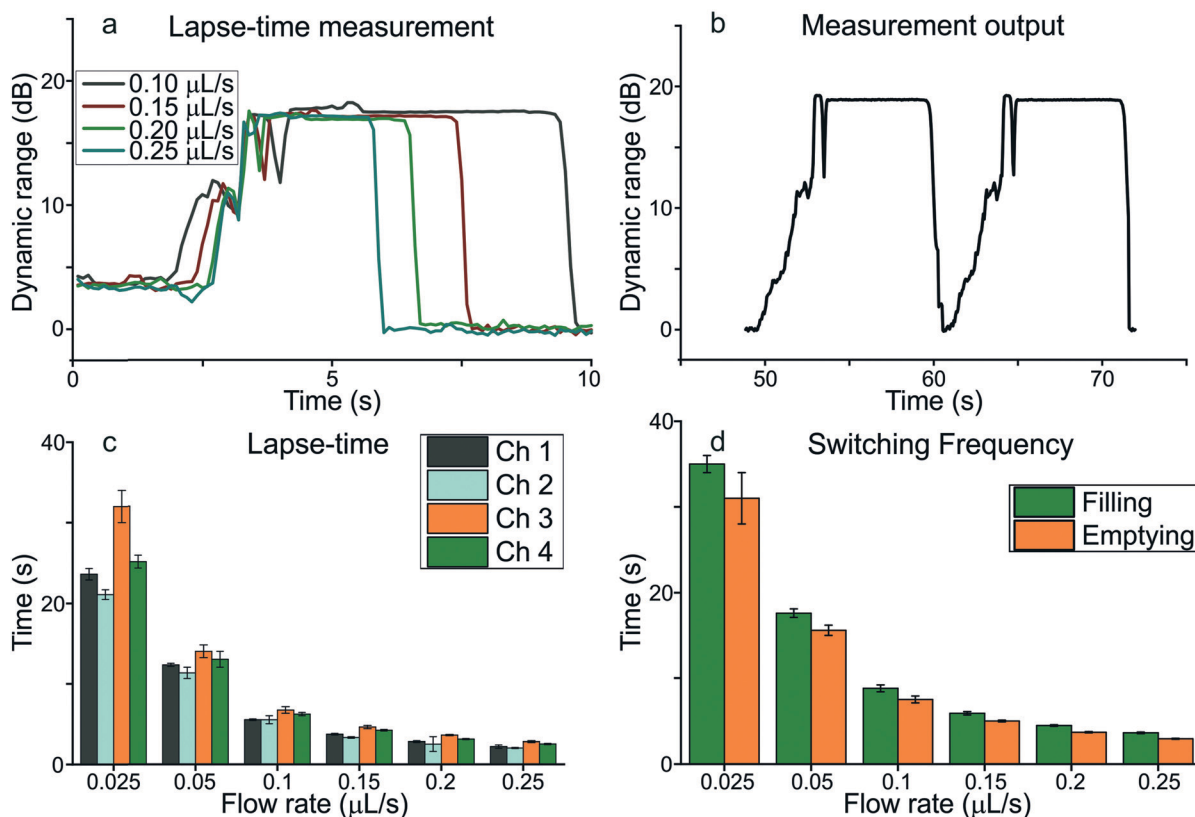 a Lapse-time measurement
0.10 μL/s
0.15 μL/s
0.20 μL/s
0.25 μL/s
Dynamic range (dB)
20
10
0
0
5
10
Time (s)
b Measurement output
Dynamic range (dB)
20
10
0
50
60
70
Time (s)
c Lapse-time
Ch 1
Ch 2
Ch 3
Ch 4
Time (s)
40
20
0
0.025 0.05 0.1 0.15 0.2 0.25
Flow rate (μL/s)
d Switching Frequency
Filling
Emptying
Time (s)
40
20
0
0.025 0.05 0.1 0.15 0.2 0.25
Flow rate (μL/s)